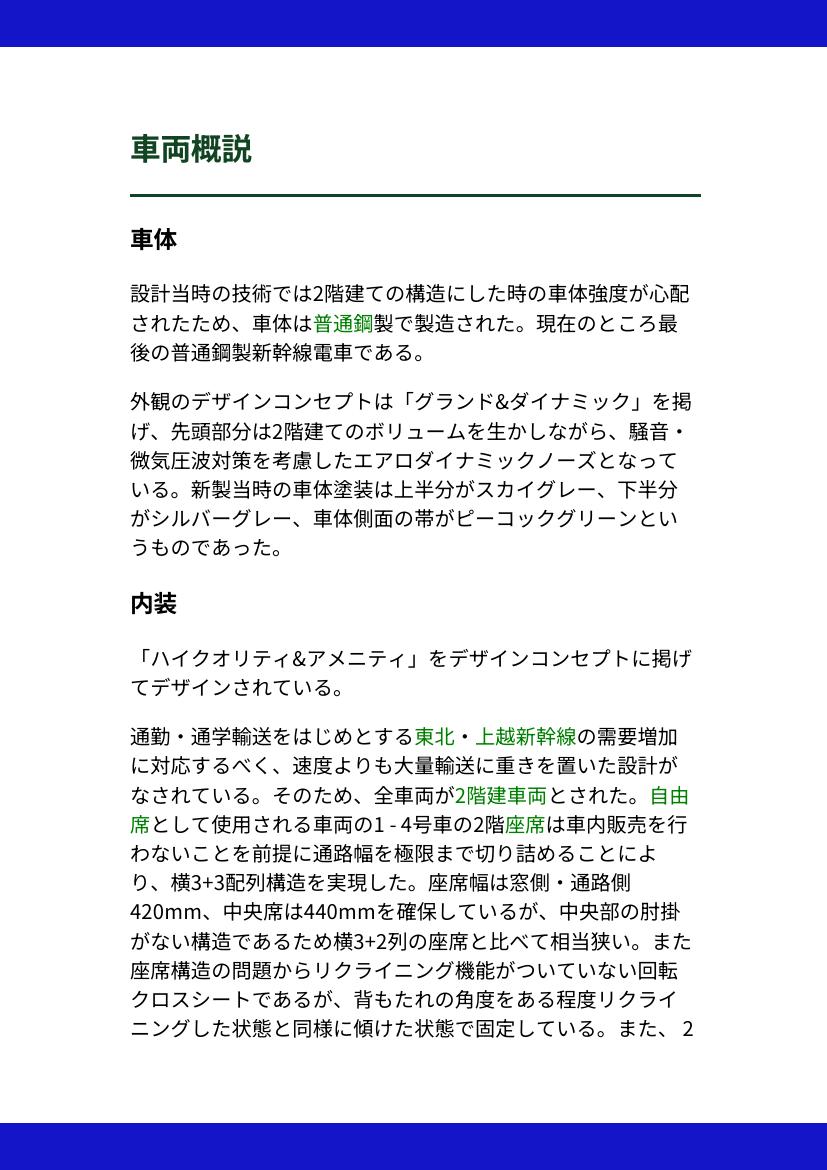 車両概説
車体
設計当時の技術では2階建ての構造にした時の車体強度が心配
されたため、車体は普通鋼製で製造された。現在のところ最
後の普通鋼製新幹線電車である。
外観のデザインコンセプトは「グランド&ダイナミック」を掲
げ、先頭部分は2階建てのボリュームを生かしながら、騒音・
微気圧波対策を考慮したエアロダイナミックノーズとなって
いる。新製当時の車体塗装は上半分がスカイグレー、下半分
がシルバーグレー、車体側面の帯がピーコックグリーンとい
うものであった。
内装
「ハイクオリティ&アメニティ」をデザインコンセプトに掲げ
てデザインされている。
通勤・通学輸送をはじめとする東北・上越新幹線の需要増加
に対応するべく、速度よりも大量輸送に重きを置いた設計が
なされている。そのため、全車両が2階建車両とされた。自由
席として使用される車両の1 - 4号車の2階座席は車内販売を行
わないことを前提に通路幅を極限まで切り詰めることによ
り、横3+3配列構造を実現した。座席幅は窓側・通路側
420mm、中央席は440mmを確保しているが、中央部の肘掛
がない構造であるため横3+2列の座席と比べて相当狭い。また
座席構造の問題からリクライニング機能がついていない回転
クロスシートであるが、背もたれの角度をある程度リクライ
ニングした状態と同様に傾けた状態で固定している。また、 2